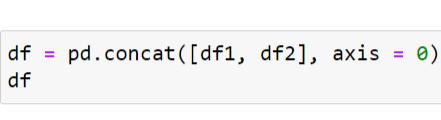 df = pd.concat([df1, df2], axis = 0)
df